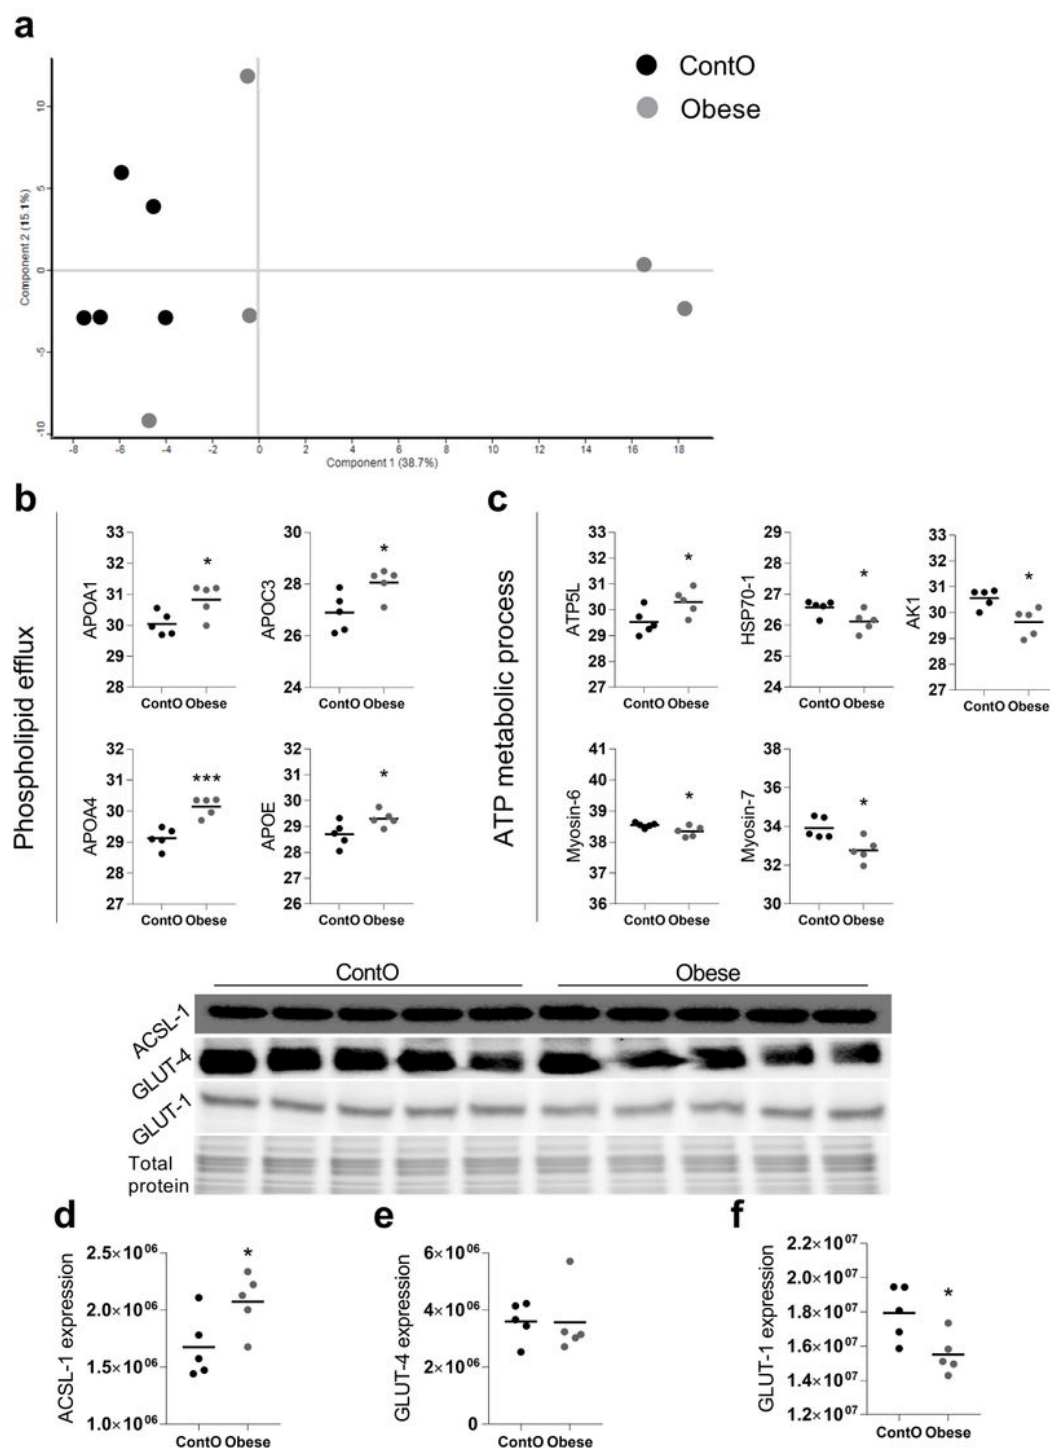 a
ContO
Obese
Component 2 (15.1%)
10
5
0
-5
-10
-8 -6 -4 -2 0 2 4 6 8 10 12 14 16 18
Component 1 (38.7%)
b
Phospholipid efflux
APOA1
33
32
31
30
29
28
*
ContO Obese
APOC3
30
28
26
24
*
ContO Obese
APOA4
32
31
30
29
28
27
***
ContO Obese
APOE
32
31
30
29
28
27
26
*
ContO Obese
c
ATP metabolic process
ATP5L
33
32
31
30
29
28
27
*
ContO Obese
HSP70-1
30
28
27
26
25
24
*
ContO Obese
AK1
33
32
31
30
29
28
27
*
ContO Obese
Myosin-6
41
40
39
38
37
36
*
ContO Obese
Myosin-7
38
36
34
32
30
*
ContO Obese
ContO Obese
ACSL-1
GLUT-4
GLUT-1
Total
protein
d
ACSL-1 expression
2.5×10⁰⁶
2.0×10⁰⁶
1.5×10⁰⁶
1.0×10⁰⁶
*
ContO Obese
e
GLUT-4 expression
6×10⁰⁶
4×10⁰⁶
2×10⁰⁶
0
ContO Obese
f
GLUT-1 expression
2.2×10⁰⁷
2.0×10⁰⁷
1.8×10⁰⁷
1.6×10⁰⁷
1.4×10⁰⁷
1.2×10⁰⁷
*
ContO Obese